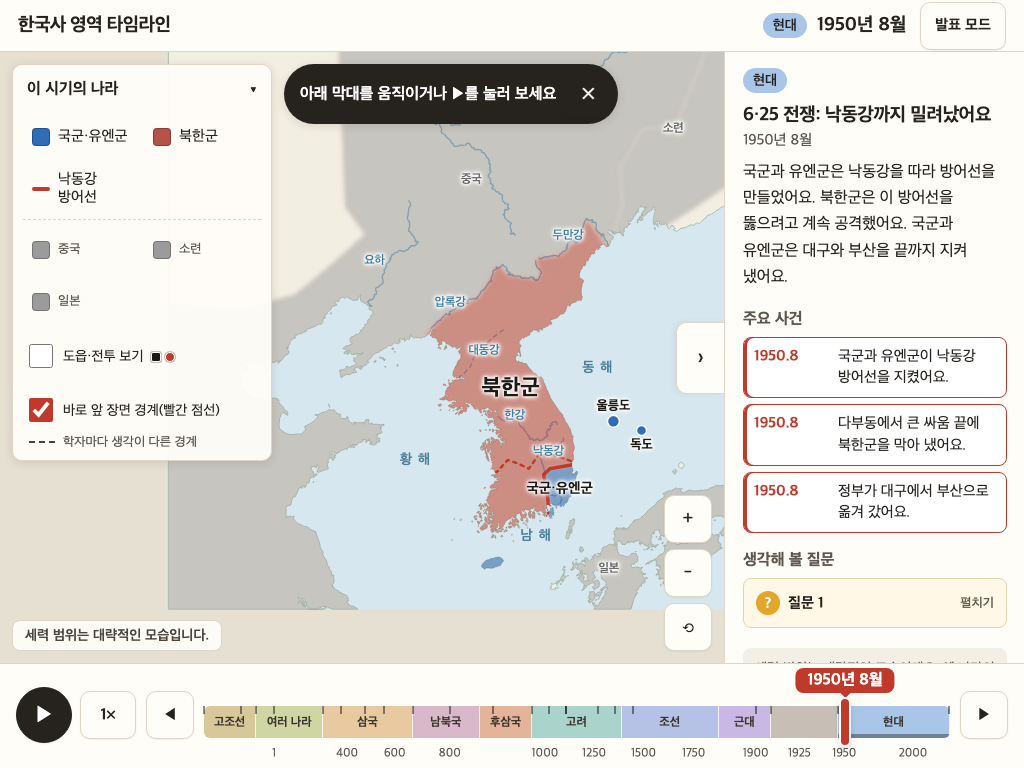 한국사 영역 타임라인
현대
1950년 8월
발표 모드
이 시기의 나라
▼
국군·유엔군
북한군
낙동강
방어선
중국
소련
일본
도읍·전투 보기
바로 앞 장면 경계(빨간 점선)
학자마다 생각이 다른 경계
아래 막대를 움직이거나 ▶를 눌러 보세요
✕
소련
중국
두만강
요하
압록강
대동강
동 해
북한군
울릉도
한강
독도
낙동강
황 해
국군·유엔군
남 해
일본
›
+
−
⟲
세력 범위는 대략적인 모습입니다.
현대
6·25 전쟁: 낙동강까지 밀려났어요
1950년 8월
국군과 유엔군은 낙동강을 따라 방어선을
만들었어요. 북한군은 이 방어선을
뚫으려고 계속 공격했어요. 국군과
유엔군은 대구와 부산을 끝까지 지켜
냈어요.
주요 사건
1950.8 국군과 유엔군이 낙동강
방어선을 지켰어요.
1950.8 다부동에서 큰 싸움 끝에
북한군을 막아 냈어요.
1950.8 정부가 대구에서 부산으로
옮겨 갔어요.
생각해 볼 질문
? 질문 1 펼치기
1950년 8월
1×
고조선 여러 나라 삼국 남북국 후삼국 고려 조선 근대 현대
1 400 600 800 1000 1250 1500 1750 1900 1925 1950 2000